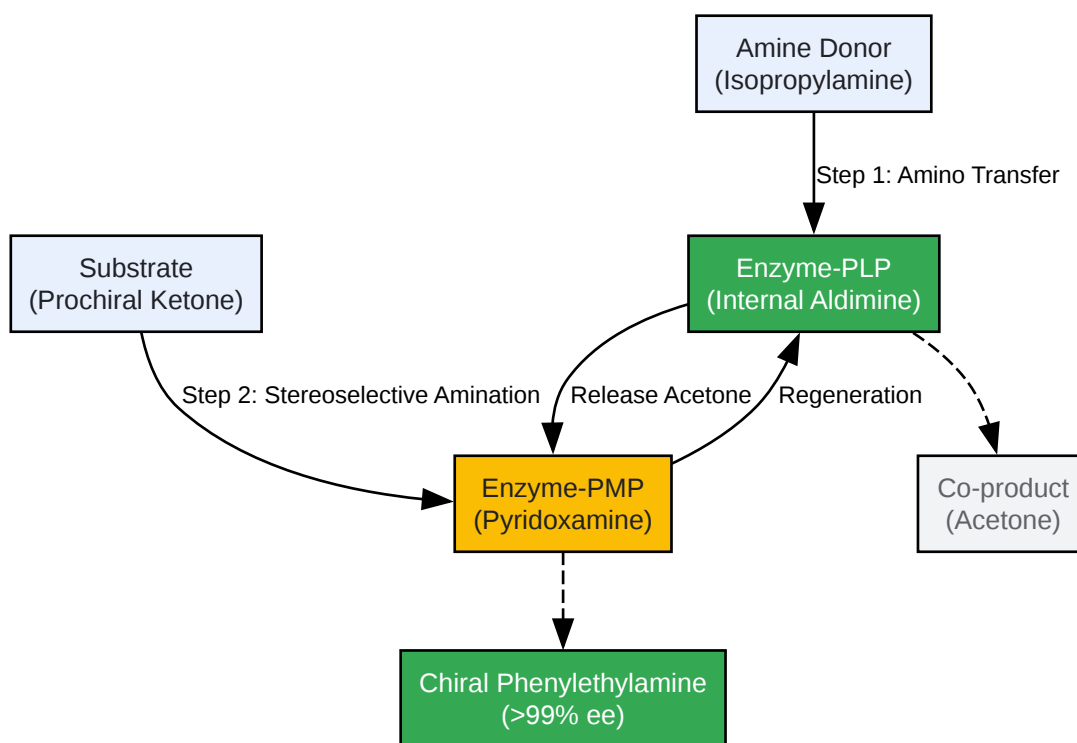 Amine Donor
(Isopropylamine)
Step 1: Amino Transfer
Substrate
(Prochiral Ketone)
Enzyme-PLP
(Internal Aldimine)
Step 2: Stereoselective Amination
Release Acetone
Regeneration
Enzyme-PMP
(Pyridoxamine)
Co-product
(Acetone)
Chiral Phenylethylamine
(>99% ee)